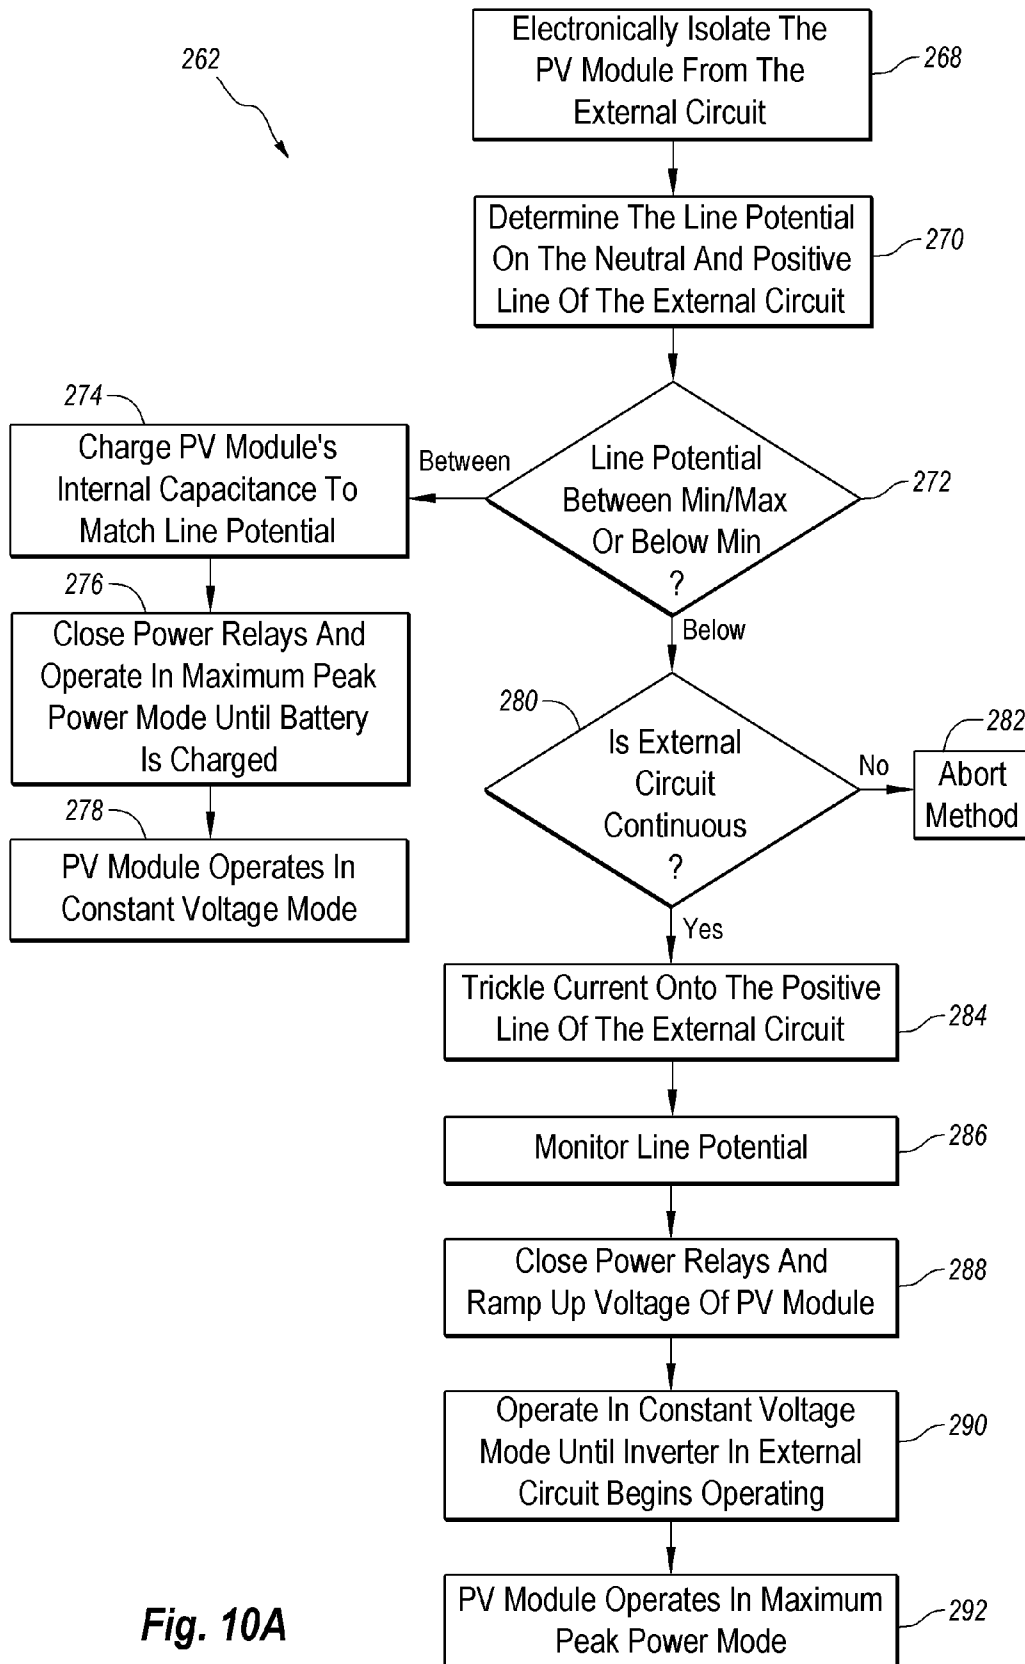 262
Electronically Isolate The
PV Module From The
External Circuit
268
Determine The Line Potential
On The Neutral And Positive
Line Of The External Circuit
270
Line Potential
Between Min/Max
Or Below Min
?
272
Between
274
Charge PV Module's
Internal Capacitance To
Match Line Potential
276
Close Power Relays And
Operate In Maximum Peak
Power Mode Until Battery
Is Charged
278
PV Module Operates In
Constant Voltage Mode
Below
280
Is External
Circuit
Continuous
?
No
282
Abort
Method
Yes
Trickle Current Onto The Positive
Line Of The External Circuit
284
Monitor Line Potential
286
Close Power Relays And
Ramp Up Voltage Of PV Module
288
Operate In Constant Voltage
Mode Until Inverter In External
Circuit Begins Operating
290
PV Module Operates In Maximum
Peak Power Mode
292
Fig. 10A